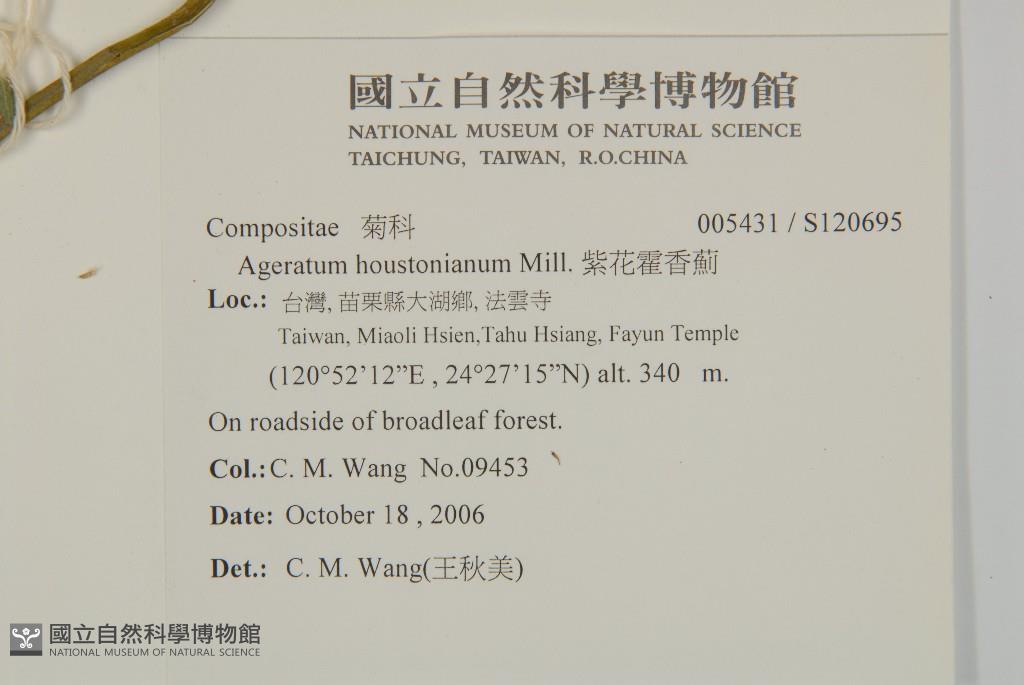 國立自然科學博物館
NATIONAL MUSEUM OF NATURAL SCIENCE
TAICHUNG, TAIWAN, R.O.CHINA
Compositae 菊科 005431 / S120695
Ageratum houstonianum Mill. 紫花霍香薊
Loc.: 台灣, 苗栗縣大湖鄉, 法雲寺
Taiwan, Miaoli Hsien,Tahu Hsiang, Fayun Temple
(120°52’12”E , 24°27’15”N) alt. 340 m.
On roadside of broadleaf forest.
Col.: C. M. Wang No.09453
Date: October 18 , 2006
Det.: C. M. Wang(王秋美)
國立自然科學博物館
NATIONAL MUSEUM OF NATURAL SCIENCE